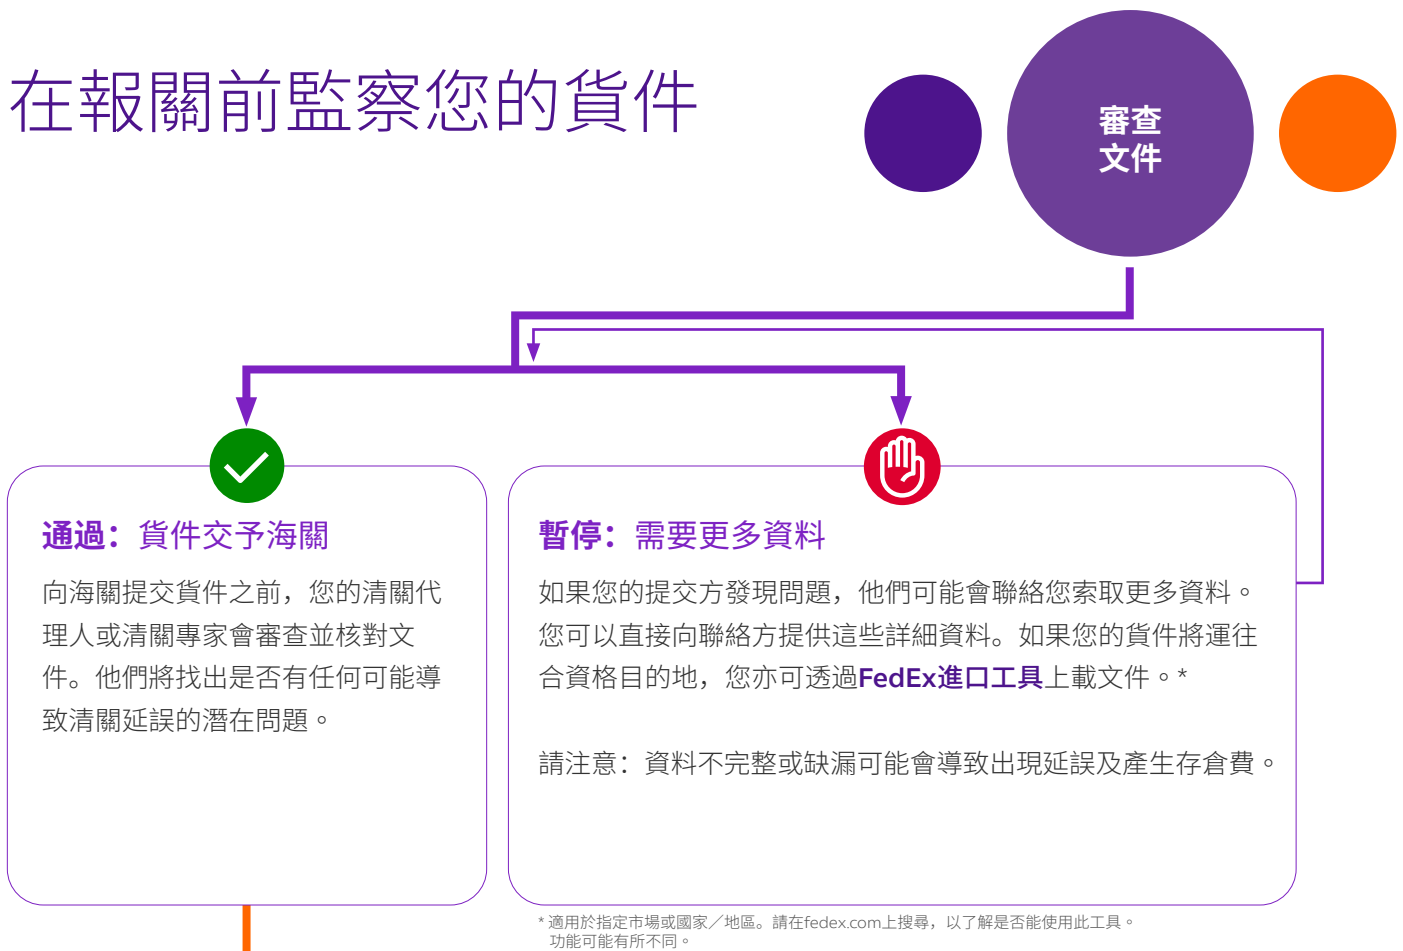 在報關前監察您的貨件
審查
文件
通過：貨件交予海關
向海關提交貨件之前，您的清關代
理人或清關專家會審查並核對文
件。他們將找出是否有任何可能導
致清關延誤的潛在問題。
暫停：需要更多資料
如果您的提交方發現問題，他們可能會聯絡您索取更多資料。
您可以直接向聯絡方提供這些詳細資料。如果您的貨件將運往
合資格目的地，您亦可透過FedEx進口工具上載文件。*
請注意：資料不完整或缺漏可能會導致出現延誤及產生存倉費。
* 適用於指定市場或國家／地區。請在fedex.com上搜尋，以了解是否能使用此工具。
功能可能有所不同。